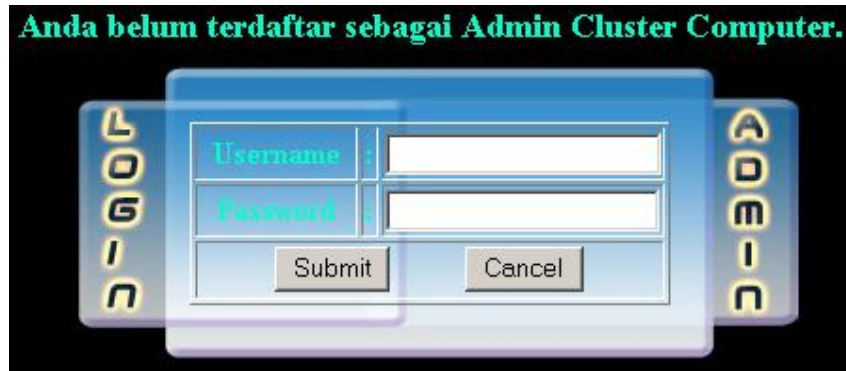 Anda belum terdaftar sebagai Admin Cluster Computer.
LOGIN
Username :
Password :
Submit Cancel
ADMIN